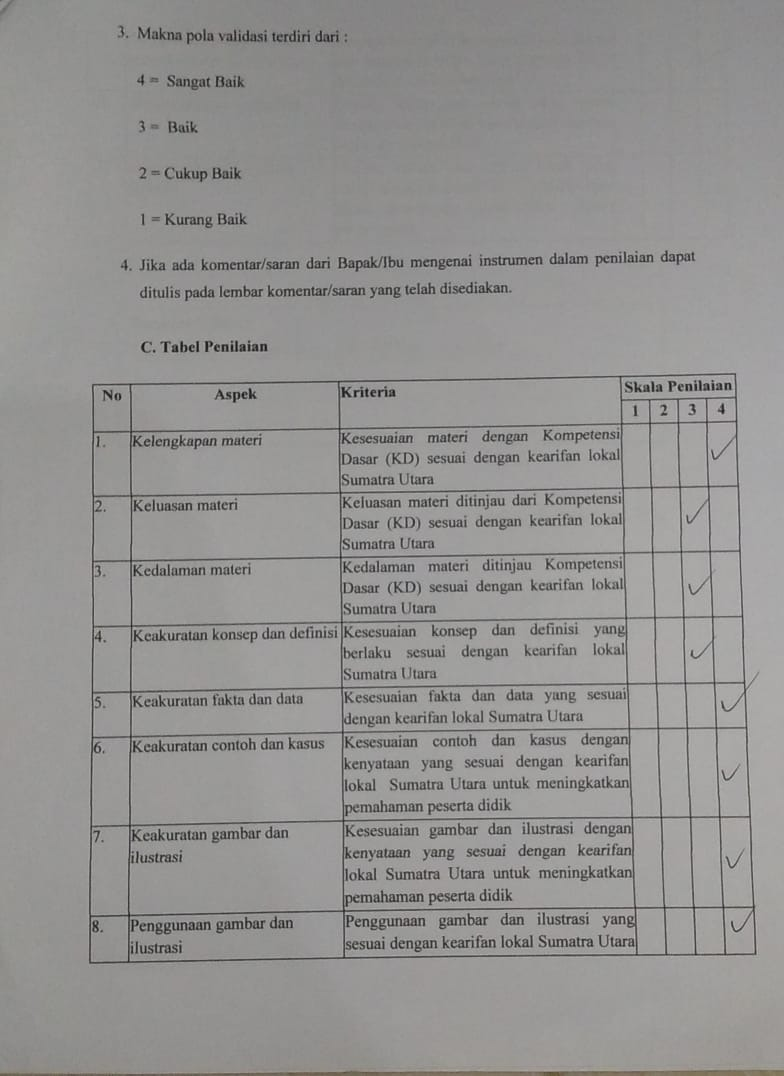 3. Makna pola validasi terdiri dari :
4 = Sangat Baik
3 = Baik
2 = Cukup Baik
1 = Kurang Baik
4. Jika ada komentar/saran dari Bapak/Ibu mengenai instrumen dalam penilaian dapat
ditulis pada lembar komentar/saran yang telah disediakan.
C. Tabel Penilaian
No Aspek Kriteria Skala Penilaian
1 2 3 4
1. Kelengkapan materi Kesesuaian materi dengan Kompetensi
Dasar (KD) sesuai dengan kearifan lokal ✓
Sumatra Utara
2. Keluasan materi Keluasan materi ditinjau dari Kompetensi
Dasar (KD) sesuai dengan kearifan lokal ✓
Sumatra Utara
3. Kedalaman materi Kedalaman materi ditinjau Kompetensi
Dasar (KD) sesuai dengan kearifan lokal ✓
Sumatra Utara
4. Keakuratan konsep dan definisi Kesesuaian konsep dan definisi yang
berlaku sesuai dengan kearifan lokal ✓
Sumatra Utara
5. Keakuratan fakta dan data Kesesuaian fakta dan data yang sesuai ✓
dengan kearifan lokal Sumatra Utara
6. Keakuratan contoh dan kasus Kesesuaian contoh dan kasus dengan
kenyataan yang sesuai dengan kearifan ✓
lokal Sumatra Utara untuk meningkatkan
pemahaman peserta didik
7. Keakuratan gambar dan Kesesuaian gambar dan ilustrasi dengan
ilustrasi kenyataan yang sesuai dengan kearifan ✓
lokal Sumatra Utara untuk meningkatkan
pemahaman peserta didik
8. Penggunaan gambar dan Penggunaan gambar dan ilustrasi yang ✓
ilustrasi sesuai dengan kearifan lokal Sumatra Utara